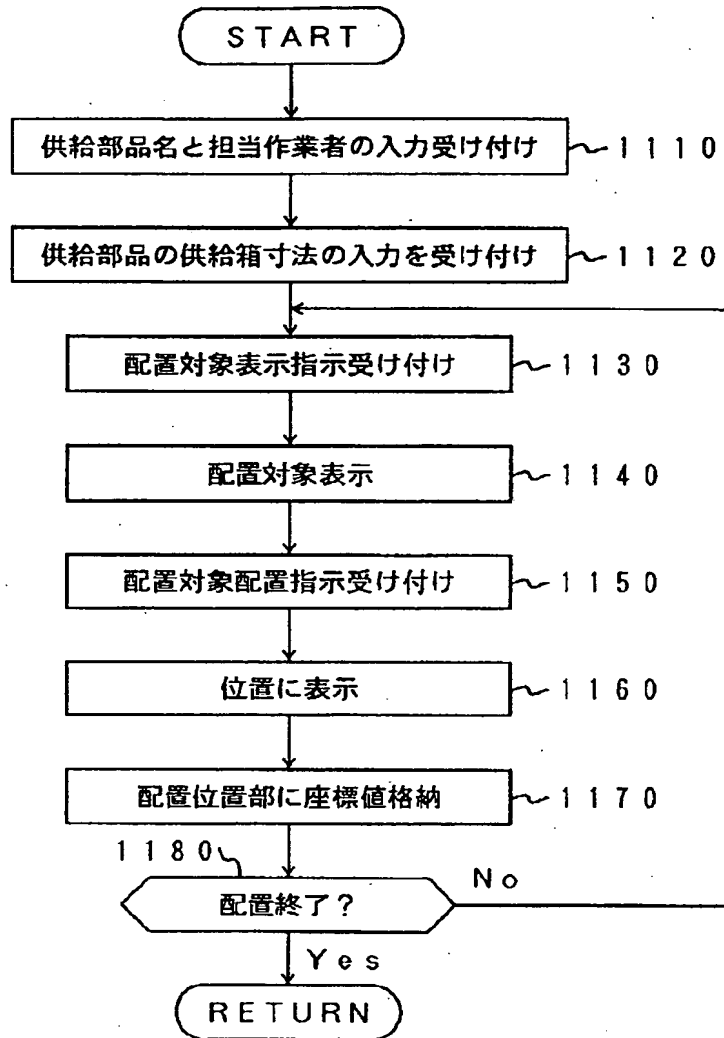 START
供給部品名と担当作業者の入力受け付け 1110
供給部品の供給箱寸法の入力を受け付け 1120
配置対象表示指示受け付け 1130
配置対象表示 1140
配置対象配置指示受け付け 1150
位置に表示 1160
配置位置部に座標値格納 1170
1180
配置終了? No
Yes
RETURN